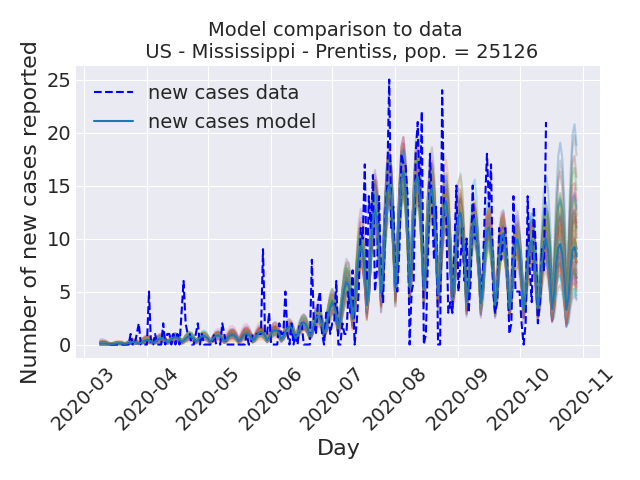 Model comparison to data
US - Mississippi - Prentiss, pop. = 25126
Number of new cases reported
25
20
15
10
5
0
new cases data
new cases model
2020-03
2020-04
2020-05
2020-06
2020-07
2020-08
2020-09
2020-10
2020-11
Day